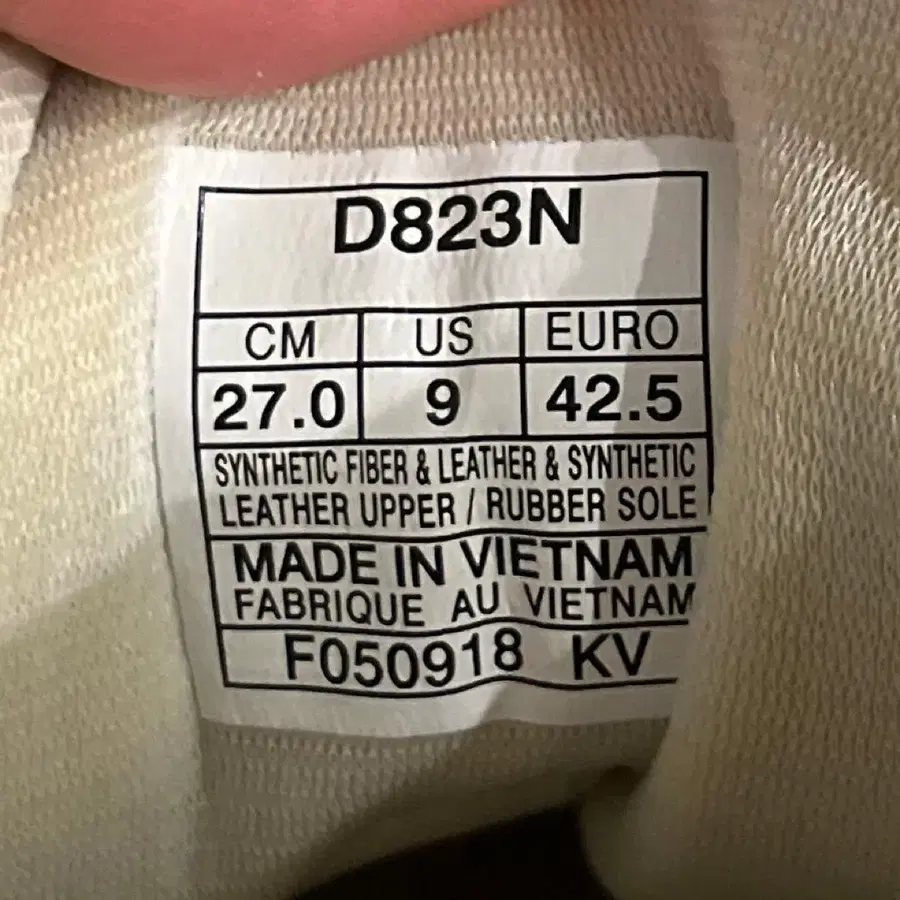 D823N
CM US EURO
27.0 9 42.5
SYNTHETIC FIBER & LEATHER & SYNTHETIC
LEATHER UPPER / RUBBER SOLE
MADE IN VIETNAM
FABRIQUE AU VIETNAM
F050918 KV